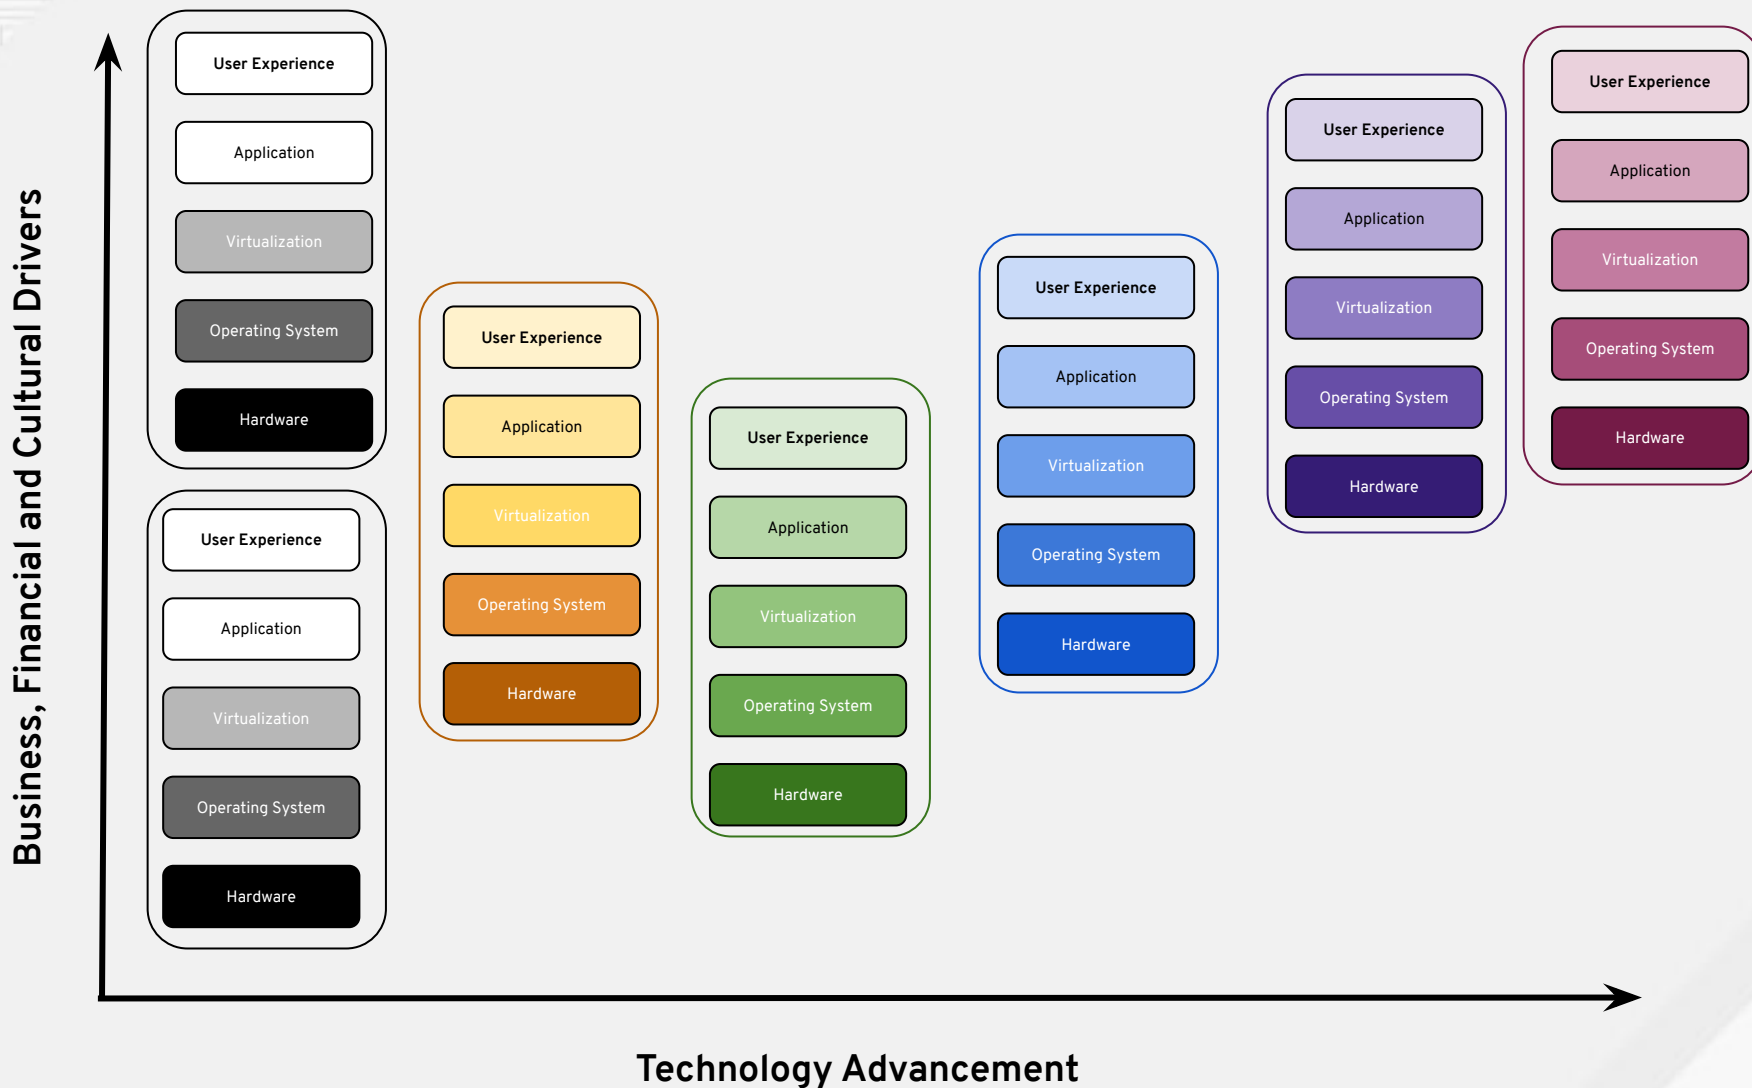 Business, Financial and Cultural Drivers
User Experience
Application
Virtualization
Operating System
Hardware
User Experience
Application
Virtualization
Operating System
Hardware
User Experience
Application
Virtualization
Operating System
Hardware
User Experience
Application
Virtualization
Operating System
Hardware
User Experience
Application
Virtualization
Operating System
Hardware
User Experience
Application
Virtualization
Operating System
Hardware
User Experience
Application
Virtualization
Operating System
Hardware
Technology Advancement